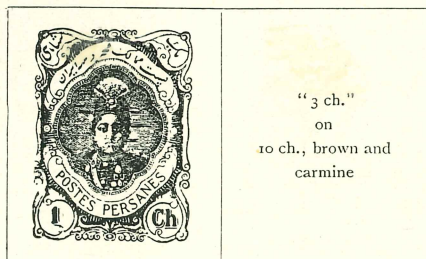 POSTES PERSANES
1 Ch
"3 ch."
on
10 ch., brown and
carmine